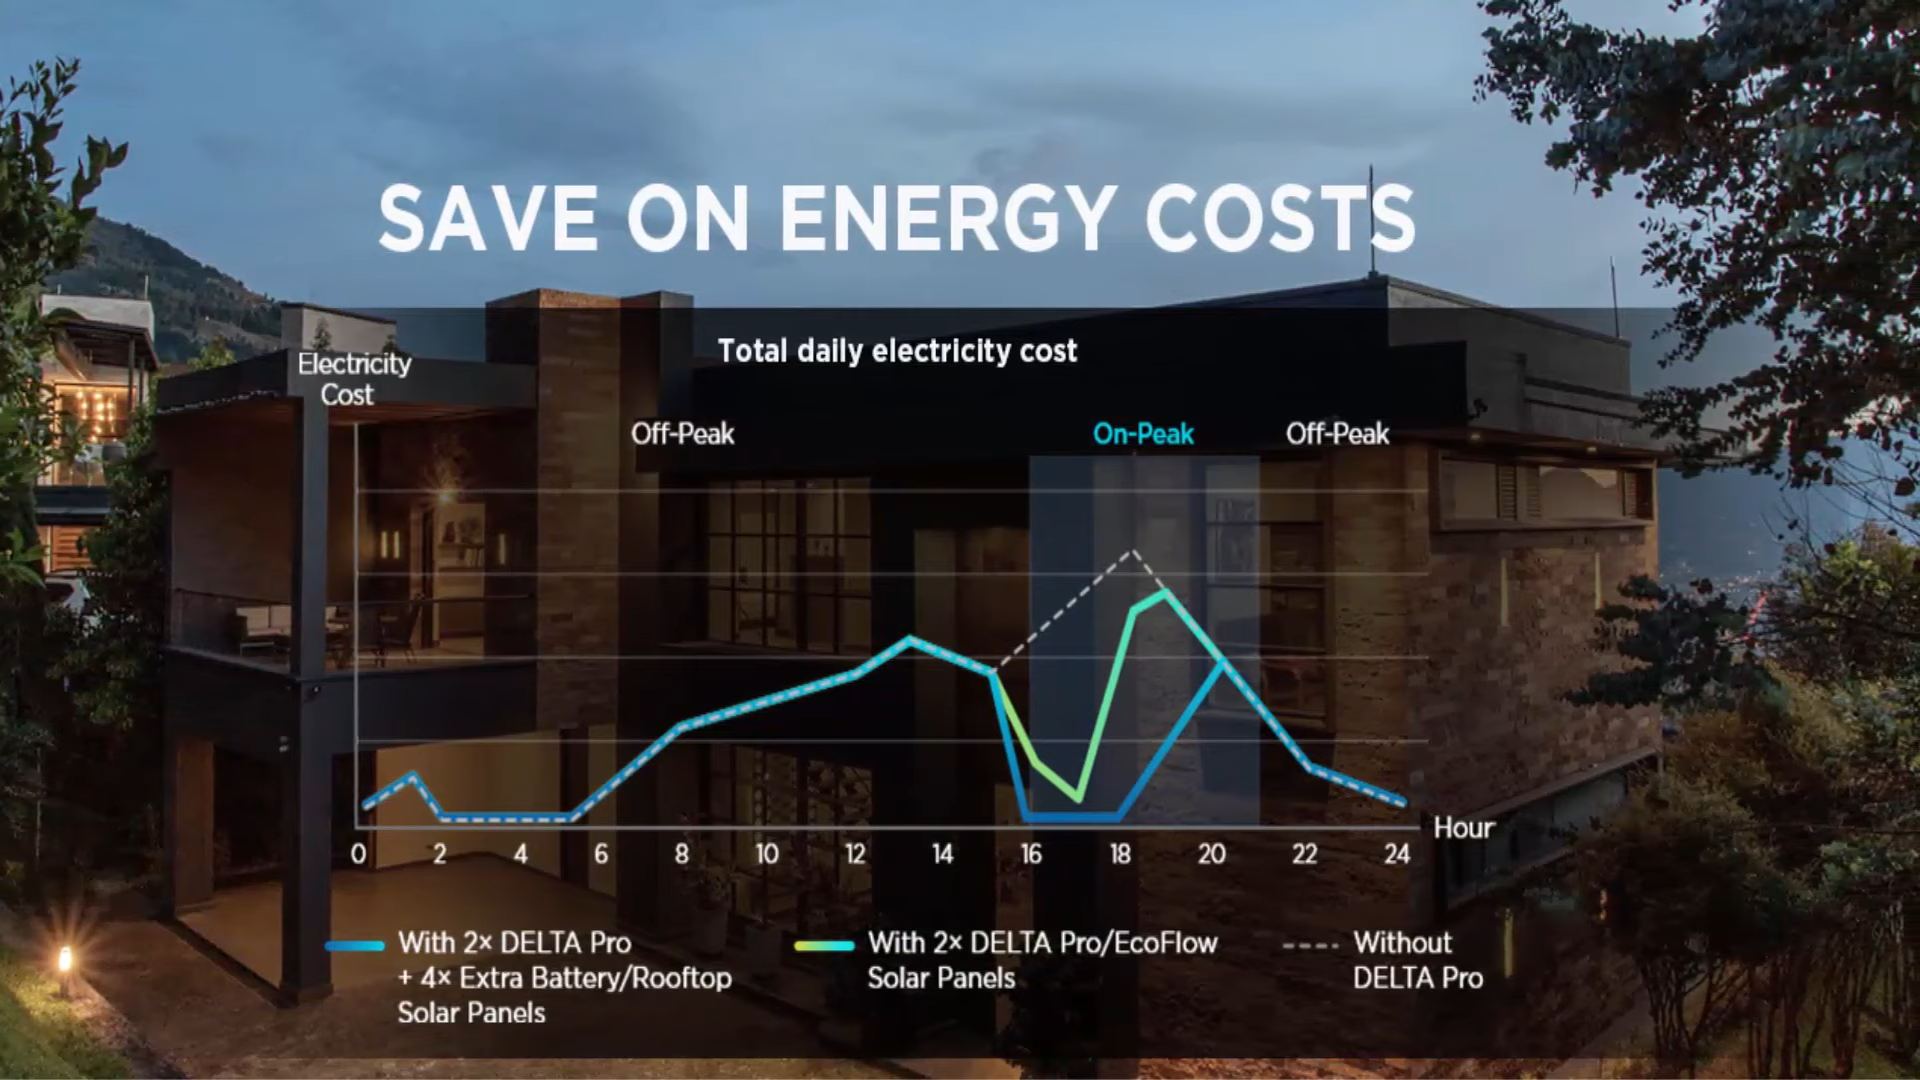 SAVE ON ENERGY COSTS
Total daily electricity cost
Electricity
Cost
Off-Peak
On-Peak
Off-Peak
Hour
0 2 4 6 8 10 12 14 16 18 20 22 24
With 2× DELTA Pro
+ 4× Extra Battery/Rooftop
Solar Panels
With 2× DELTA Pro/EcoFlow
Solar Panels
Without
DELTA Pro